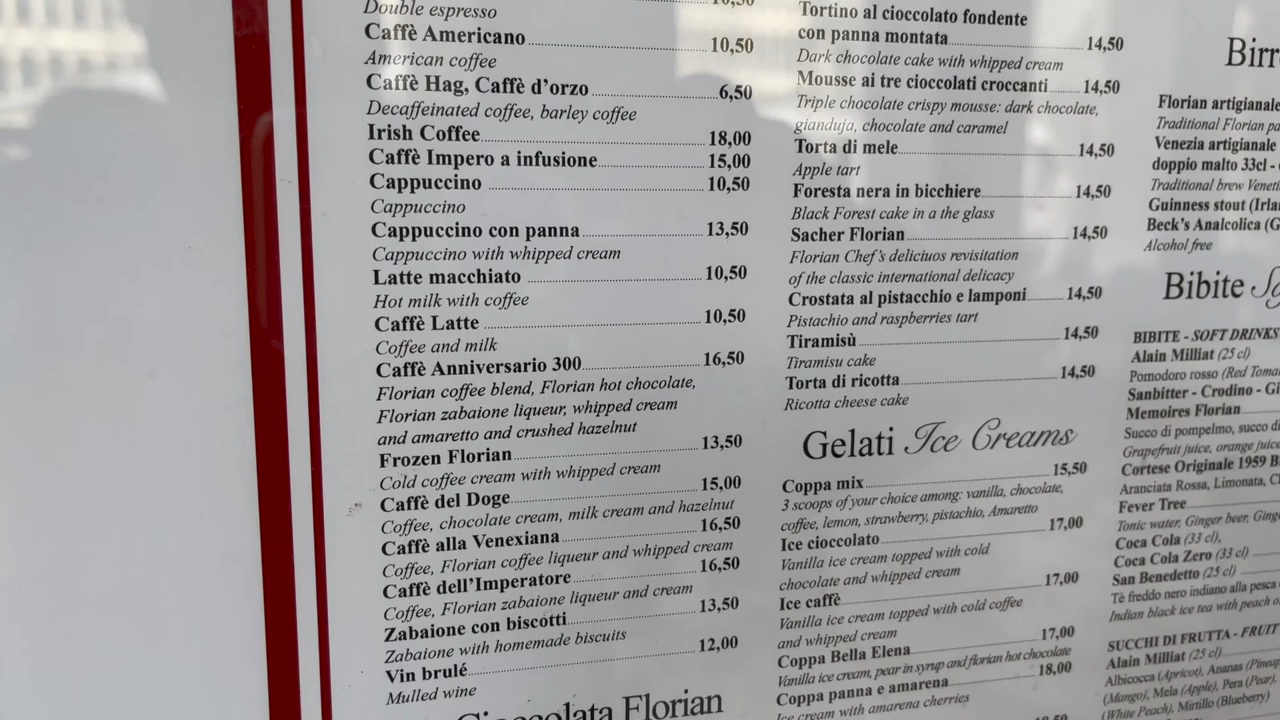 Double espresso
Caffè Americano 10,50
American coffee
Caffè Hag, Caffè d'orzo 6,50
Decaffeinated coffee, barley coffee
Irish Coffee 18,00
Caffè Impero a infusione 15,00
Cappuccino 10,50
Cappuccino
Cappuccino con panna 13,50
Cappuccino with whipped cream
Latte macchiato 10,50
Hot milk with coffee
Caffè Latte 10,50
Coffee and milk
Caffè Anniversario 300 16,50
Florian coffee blend, Florian hot chocolate,
Florian zabaione liqueur, whipped cream
and amaretto and crushed hazelnut
Frozen Florian 13,50
Cold coffee cream with whipped cream
Caffè del Doge 15,00
Coffee, chocolate cream, milk cream and hazelnut
Caffè alla Venexiana 16,50
Coffee, Florian coffee liqueur and whipped cream
Caffè dell'Imperatore 16,50
Coffee, Florian zabaione liqueur and cream
Zabaione con biscotti 13,50
Zabaione with homemade biscuits
Vin brulé 12,00
Mulled wine
Cioccolata Florian
Tortino al cioccolato fondente
con panna montata 14,50
Dark chocolate cake with whipped cream
Mousse ai tre cioccolati croccanti 14,50
Triple chocolate crispy mousse: dark chocolate,
gianduja, chocolate and caramel
Torta di mele 14,50
Apple tart
Foresta nera in bicchiere 14,50
Black Forest cake in a the glass
Sacher Florian 14,50
Florian Chef's deliciuos revisitation
of the classic international delicacy
Crostata al pistacchio e lamponi 14,50
Pistachio and raspberries tart
Tiramisù 14,50
Tiramisu cake
Torta di ricotta 14,50
Ricotta cheese cake
Gelati Ice Creams
Coppa mix 15,50
3 scoops of your choice among: vanilla, chocolate,
coffee, lemon, strawberry, pistachio, Amaretto
Ice cioccolato 17,00
Vanilla ice cream topped with cold
chocolate and whipped cream
Ice caffè 17,00
Vanilla ice cream topped with cold coffee
and whipped cream
Coppa Bella Elena 17,00
Vanilla ice cream, pear in syrup and florian hot chocolate
Coppa panna e amarena 18,00
Ice cream with amarena cherries
Birr
Florian artigianale
Traditional Florian
Venezia artigianale
doppio malto 33cl -
Traditional brew
Guinness stout
Beck's Analcolica
Alcohol free
Bibite
BIBITE - SOFT DRINKS
Alain Milliat (25 cl)
Pomodoro rosso (Red
Sanbitter - Crodino -
Memoires Florian
Succo di pompelmo, succo di
Grapefruit juice, orange juice
Cortese Originale 1959
Aranciata Rossa, Limonata,
Fever Tree
Tonic water, Ginger beer,
Coca Cola (33 cl),
Coca Cola Zero (33 cl)
San Benedetto (25 cl)
Tè freddo nero indiano alla pesca
Indian black ice tea with peach
SUCCHI DI FRUTTA - FRUIT
Alain Milliat (25 cl)
Albicocca (Apricot), Ananas
(Mango), Mela (Apple), Pera (Pear),
(White Peach), Mirtillo (Blueberry)